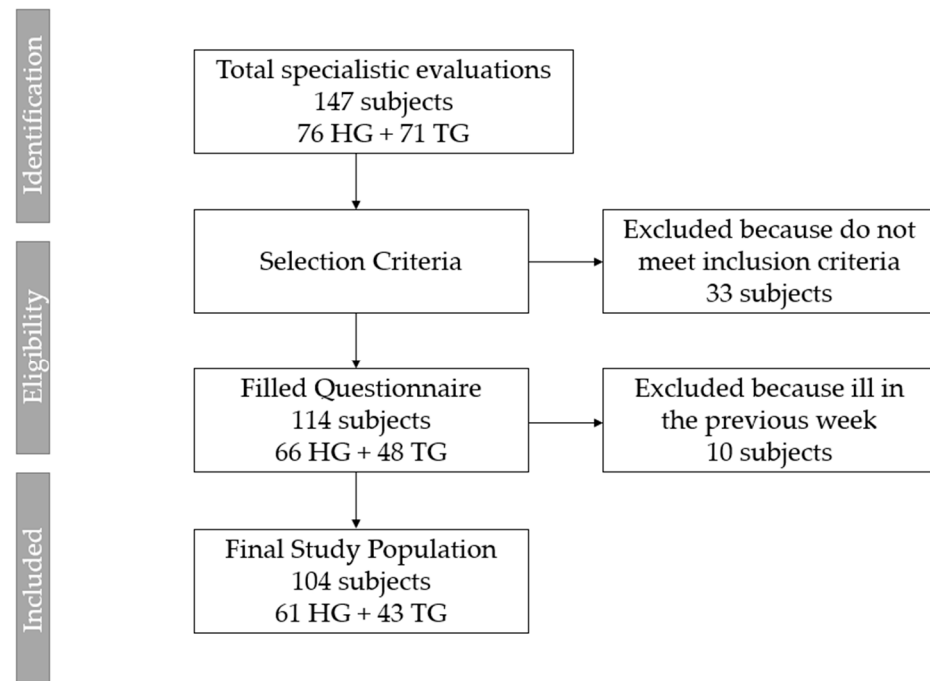 Identification
Total specialistic evaluations
147 subjects
76 HG + 71 TG
Selection Criteria
Excluded because do not
meet inclusion criteria
33 subjects
Eligibility
Filled Questionnaire
114 subjects
66 HG + 48 TG
Excluded because ill in
the previous week
10 subjects
Included
Final Study Population
104 subjects
61 HG + 43 TG